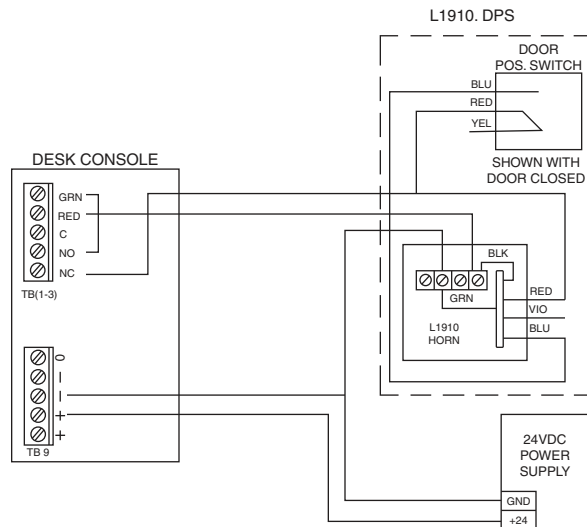 L1910. DPS
DOOR
POS. SWITCH
BLU
RED
YEL
SHOWN WITH
DOOR CLOSED
DESK CONSOLE
GRN
RED
C
NO
NC
TB(1-3)
BLK
GRN
RED
VIO
BLU
L1910
HORN
0
–
–
+
+
TB 9
24VDC
POWER
SUPPLY
GND
+24